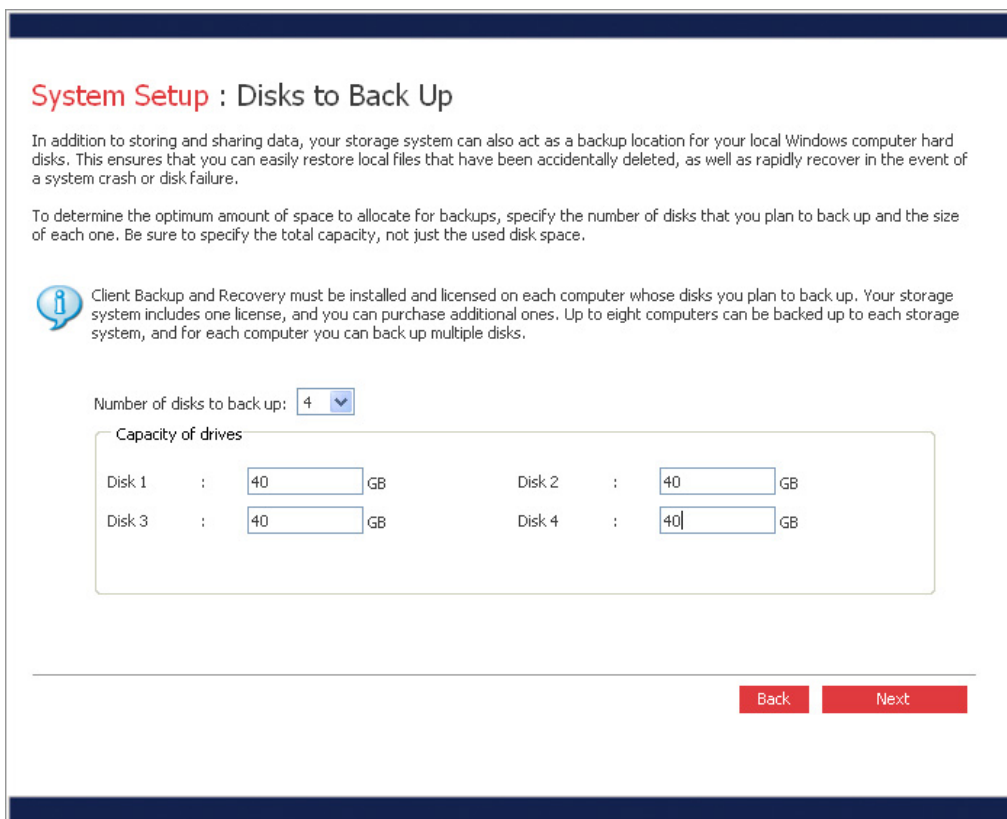 System Setup : Disks to Back Up
In addition to storing and sharing data, your storage system can also act as a backup location for your local Windows computer hard
disks. This ensures that you can easily restore local files that have been accidentally deleted, as well as rapidly recover in the event of
a system crash or disk failure.
To determine the optimum amount of space to allocate for backups, specify the number of disks that you plan to back up and the size
of each one. Be sure to specify the total capacity, not just the used disk space.
Client Backup and Recovery must be installed and licensed on each computer whose disks you plan to back up. Your storage
system includes one license, and you can purchase additional ones. Up to eight computers can be backed up to each storage
system, and for each computer you can back up multiple disks.
Number of disks to back up: 4
Capacity of drives
Disk 1 : 40 GB Disk 2 : 40 GB
Disk 3 : 40 GB Disk 4 : 40 GB
Back Next